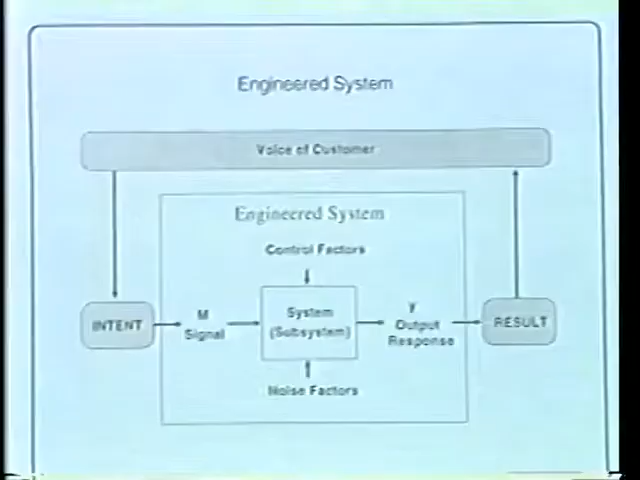 Engineered System
Voice of Customer
Engineered System
Control Factors
INTENT
M
Signal
System
(Subsystem)
Y
Output
Response
RESULT
Noise Factors